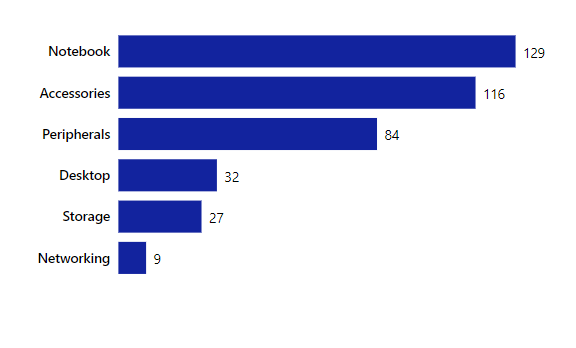 Notebook 129
Accessories 116
Peripherals 84
Desktop 32
Storage 27
Networking 9